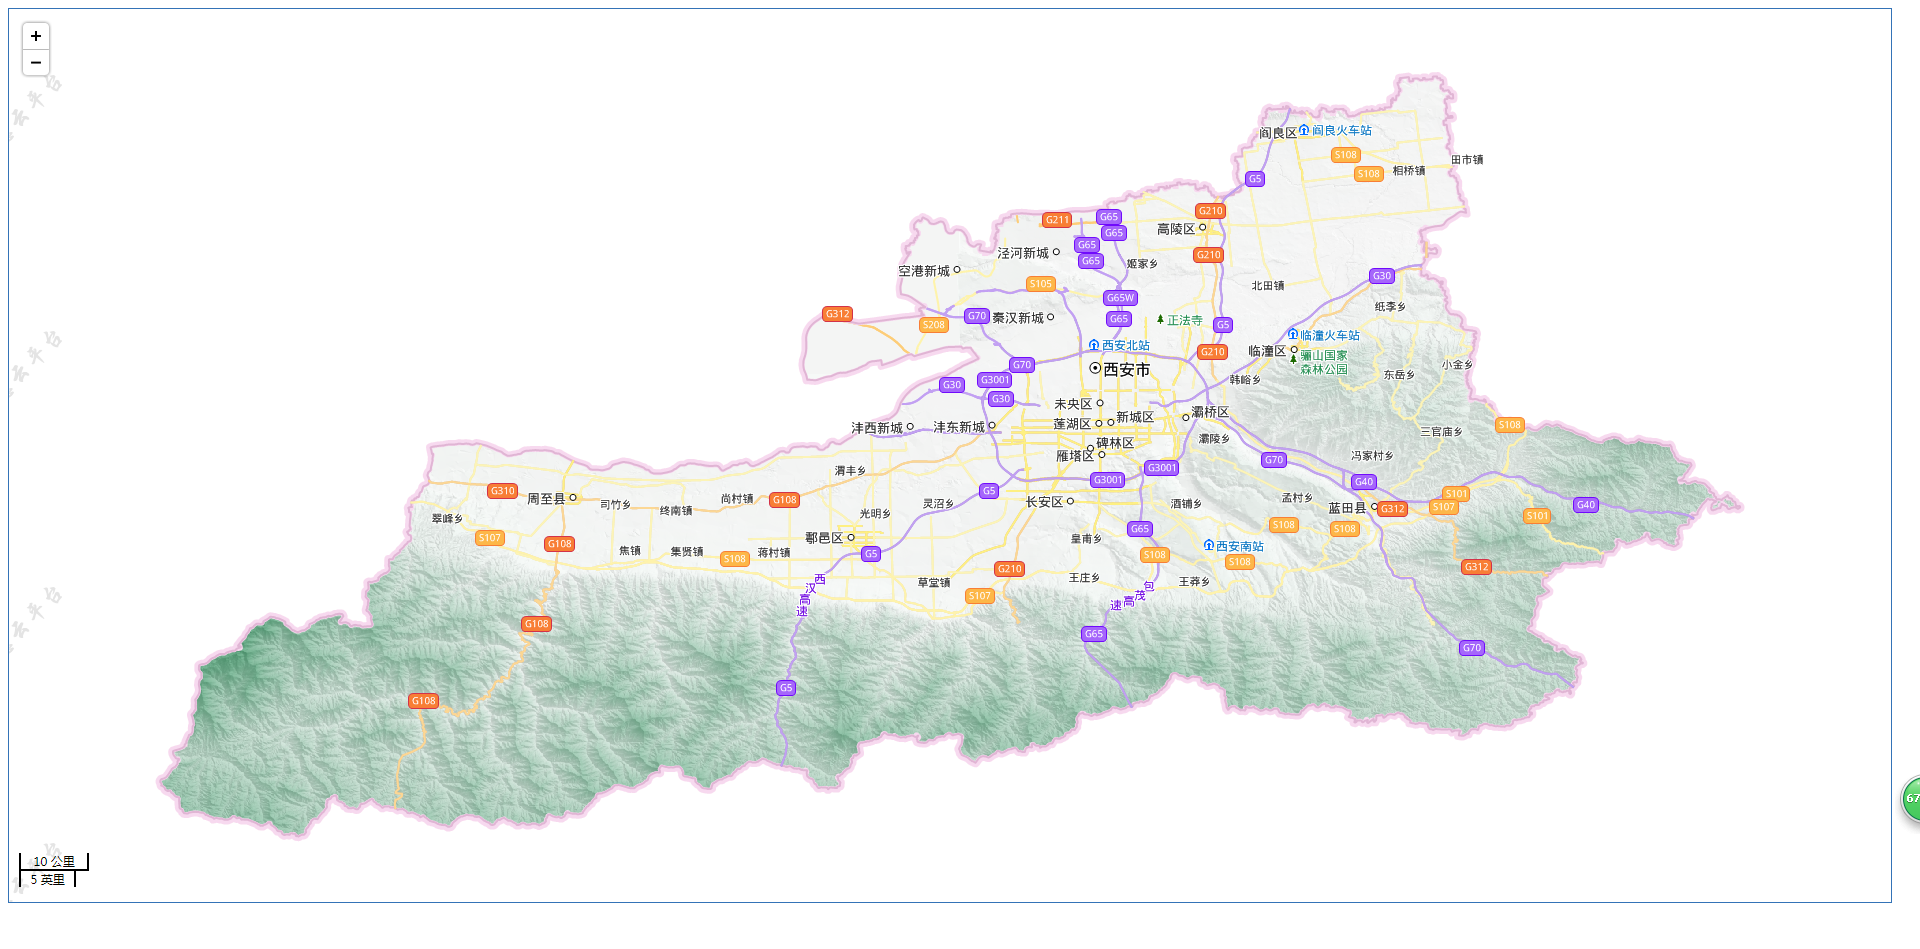 +
−
云平台
阎良区
阎良火车站
S108
S108
相桥镇
田市镇
G5
G211
G65
G65
G65
G65
G210
高陵区
G210
泾河新城
姬家乡
空港新城
S105
G65W
北田镇
G30
纸李乡
G312
S208
G70
秦汉新城
G65
正法寺
G5
临潼火车站
西安北站
G210
临潼区
骊山国家
森林公园
西安市
G70
G3001
G30
G30
韩峪乡
东岳乡
小金乡
未央区
莲湖区
新城区
灞桥区
沣西新城
沣东新城
碑林区
雁塔区
灞陵乡
三官庙乡
S108
渭丰乡
G3001
G3001
G70
冯家村乡
G40
G310
周至县
司竹乡
终南镇
尚村镇
G108
G5
灵沼乡
长安区
酒铺乡
孟村乡
蓝田县
G312
S101
S107
S101
G40
翠峰乡
光明乡
S107
G108
焦镇
集贤镇
S108
蒋村镇
鄠邑区
G5
皇甫乡
G65
S108
西安南站
S108
S108
S108
G312
草堂镇
G210
S107
王庄乡
王莽乡
西汉高速
包茂高速
G108
G65
G70
G5
G108
云平台
云平台
10 公里
5 英里
67